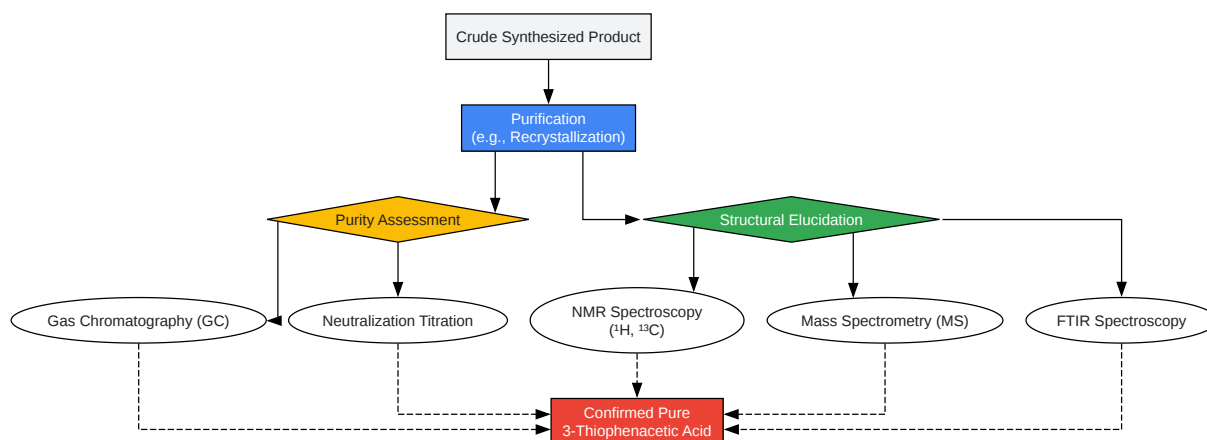 Crude Synthesized Product
Purification
(e.g., Recrystallization)
Purity Assessment
Structural Elucidation
Gas Chromatography (GC)
Neutralization Titration
NMR Spectroscopy
(¹H, ¹³C)
Mass Spectrometry (MS)
FTIR Spectroscopy
Confirmed Pure
3-Thiophenacetic Acid